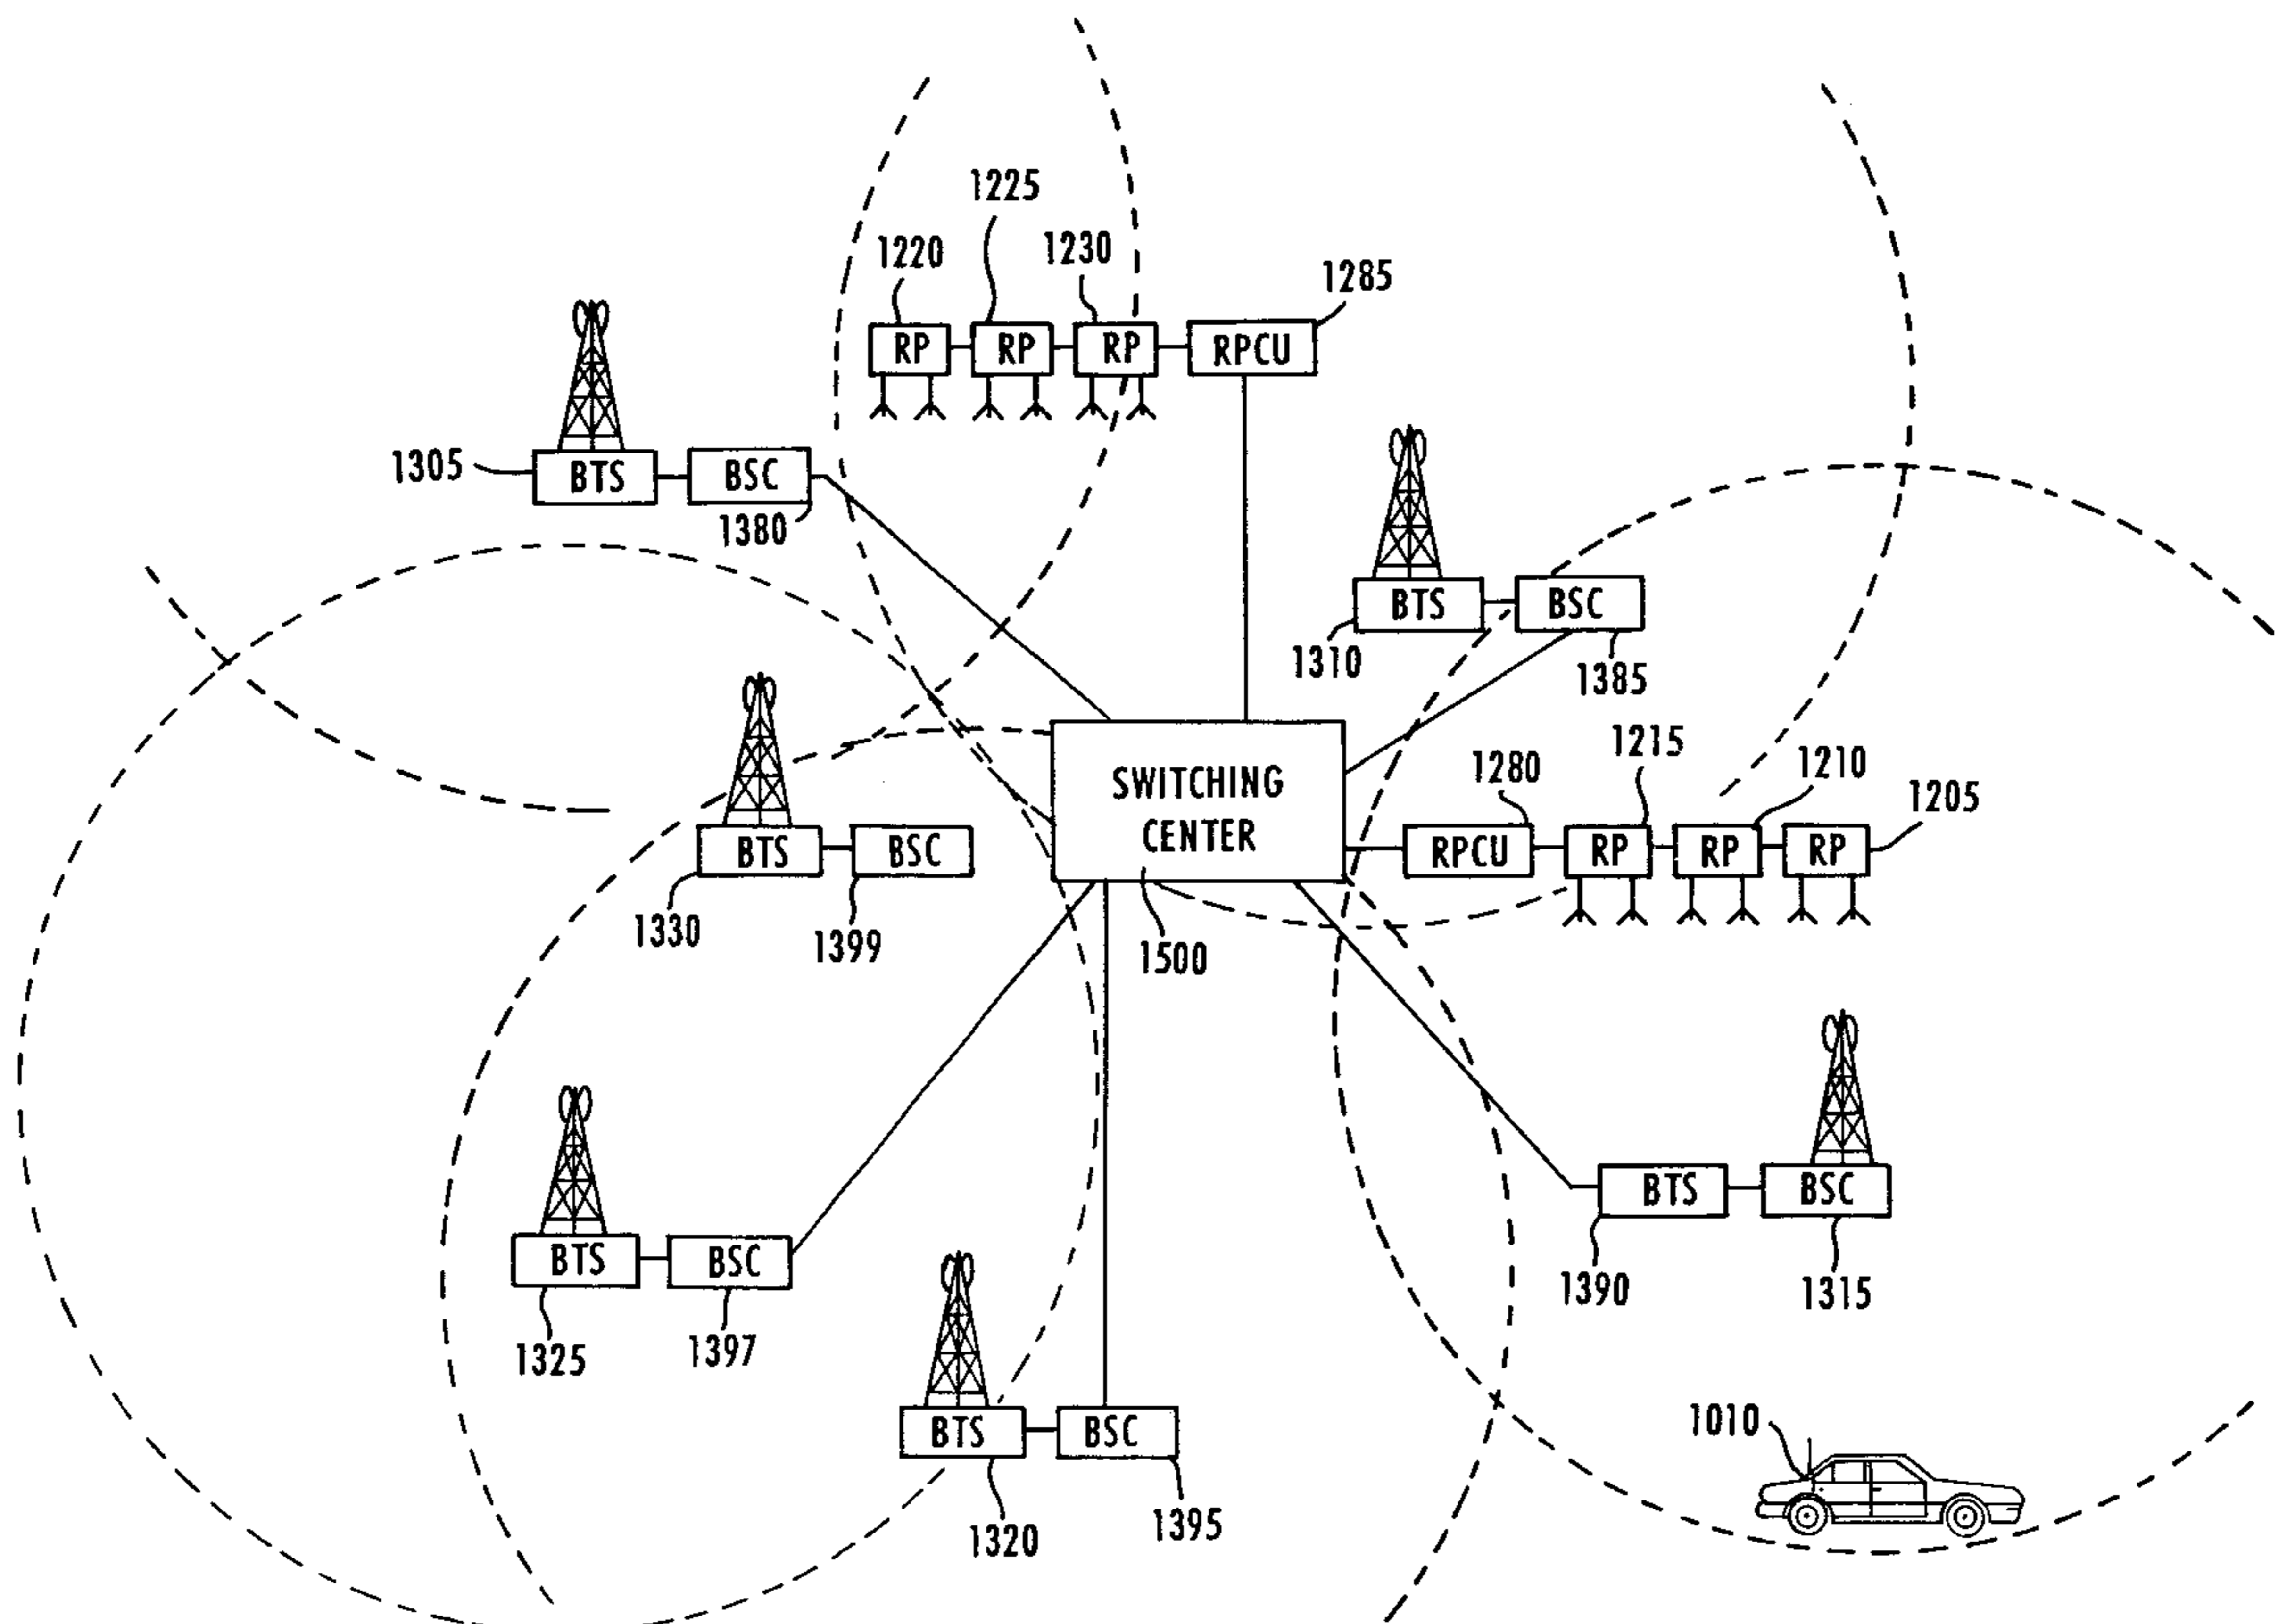 1225
1220
1230
1285
RP
RP
RP
RPCU
1305
BTS
BSC
1380
BTS
BSC
1310
1385
SWITCHING
CENTER
1500
1280
1215
1210
1205
RPCU
RP
RP
RP
BTS
BSC
1330
1399
BTS
BSC
1390
1315
BTS
BSC
1325
1397
BTS
BSC
1320
1395
1010